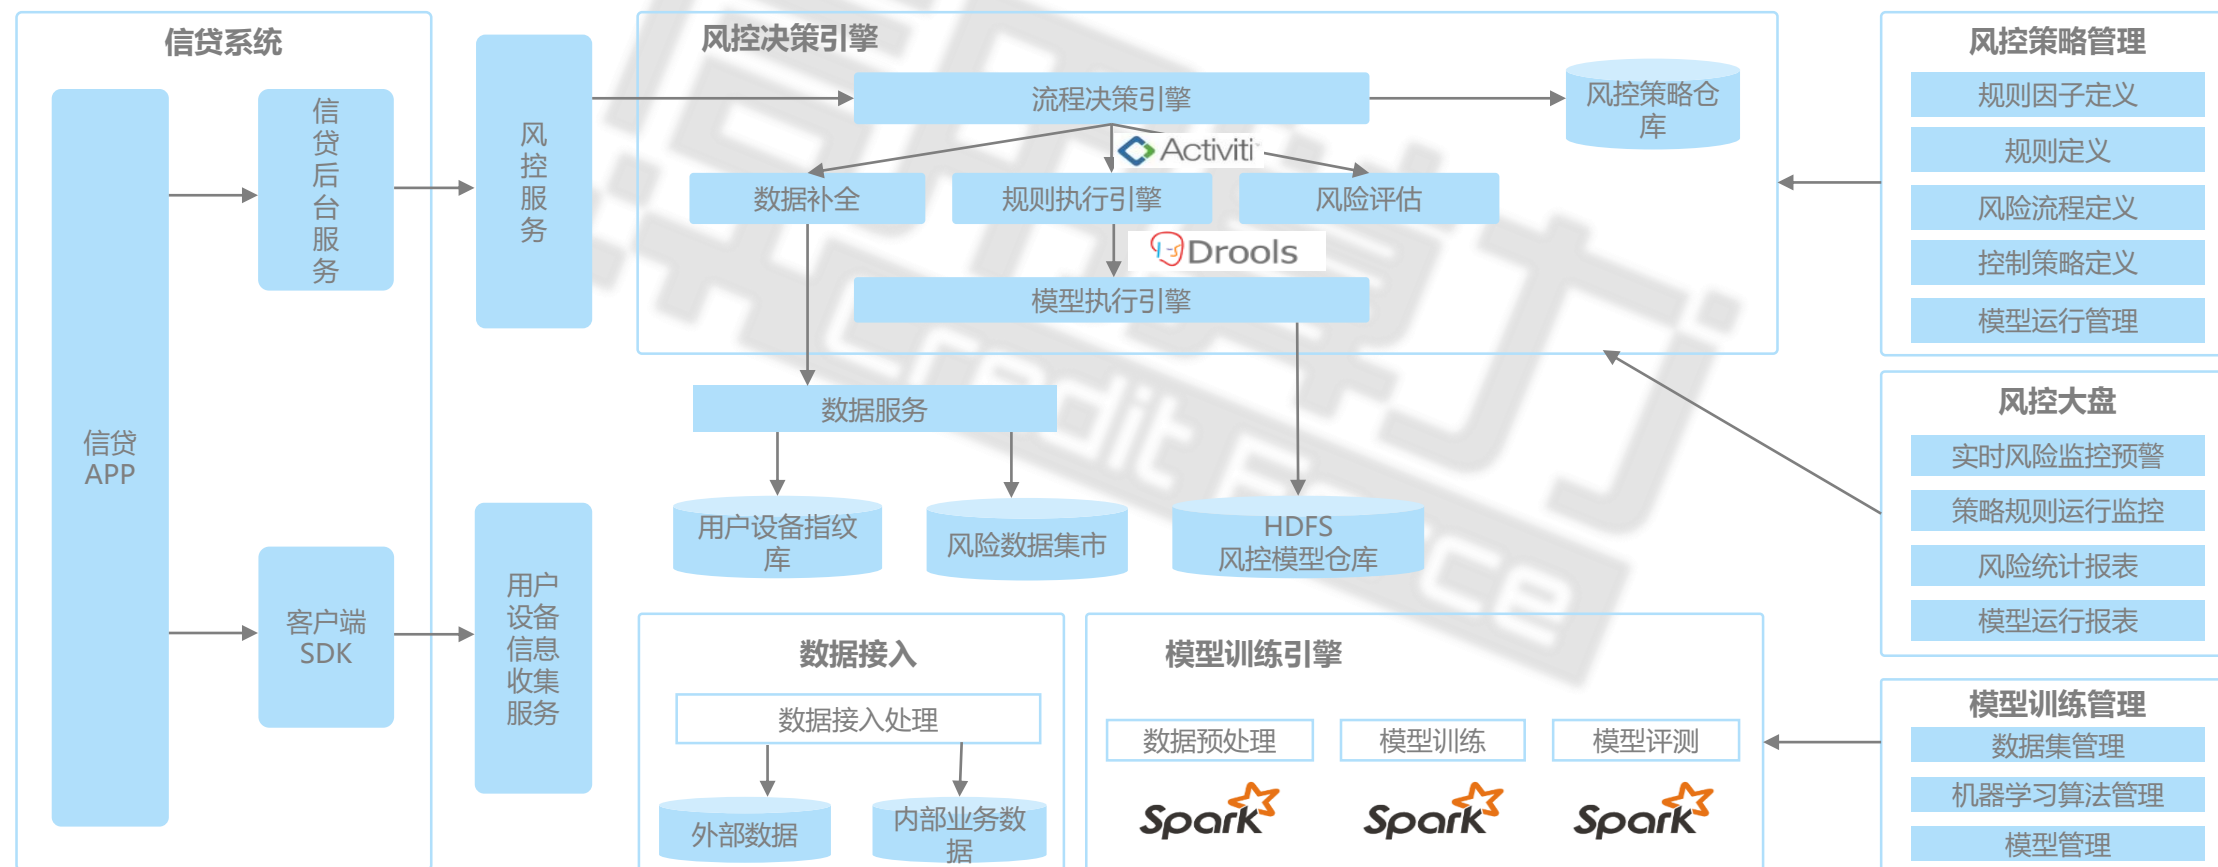 信贷系统
信贷
APP
信
贷
后
台
服
务
客户端
SDK
风
控
服
务
用户
设备
信息
收集
服务
风控决策引擎
流程决策引擎
风控策略仓
库
Activiti
数据补全
规则执行引擎
风险评估
Drools
模型执行引擎
数据服务
用户设备指纹
库
风险数据集市
HDFS
风控模型仓库
数据接入
数据接入处理
外部数据
内部业务数
据
模型训练引擎
数据预处理
模型训练
模型评测
Spark
Spark
Spark
风控策略管理
规则因子定义
规则定义
风险流程定义
控制策略定义
模型运行管理
风控大盘
实时风险监控预警
策略规则运行监控
风险统计报表
模型运行报表
模型训练管理
数据集管理
机器学习算法管理
模型管理
Credit Force